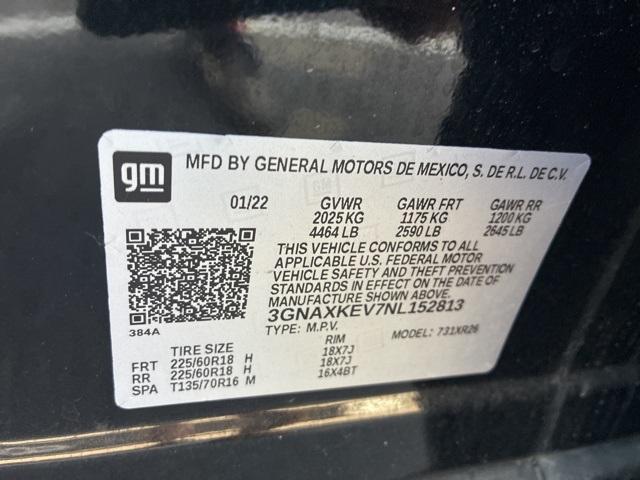 gm MFD BY GENERAL MOTORS DE MEXICO, S. DE R.L. DE C.V.
01/22 GVWR GAWR FRT GAWR RR
2025 KG 1175 KG 1200 KG
4464 LB 2590 LB 2645 LB
THIS VEHICLE CONFORMS TO ALL
APPLICABLE U.S. FEDERAL MOTOR
VEHICLE SAFETY AND THEFT PREVENTION
STANDARDS IN EFFECT ON THE DATE OF
MANUFACTURE SHOWN ABOVE.
3GNAXKEV7NL152813
384A
TYPE: M.P.V. MODEL: 731XR26
TIRE SIZE RIM
FRT 225/60R18 H 18X7J
RR 225/60R18 H 18X7J
SPA T135/70R16 M 16X4BT